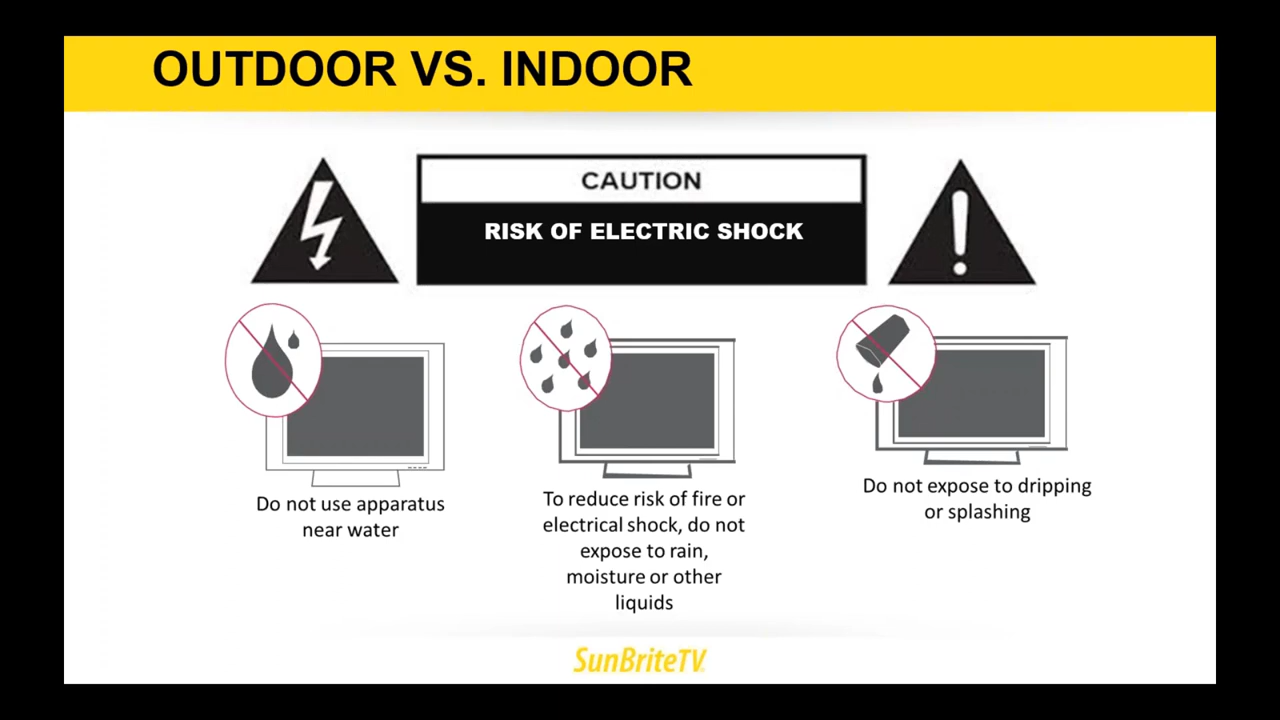 OUTDOOR VS. INDOOR
CAUTION
RISK OF ELECTRIC SHOCK
Do not use apparatus
near water
To reduce risk of fire or
electrical shock, do not
expose to rain,
moisture or other
liquids
Do not expose to dripping
or splashing
SunBriteTV